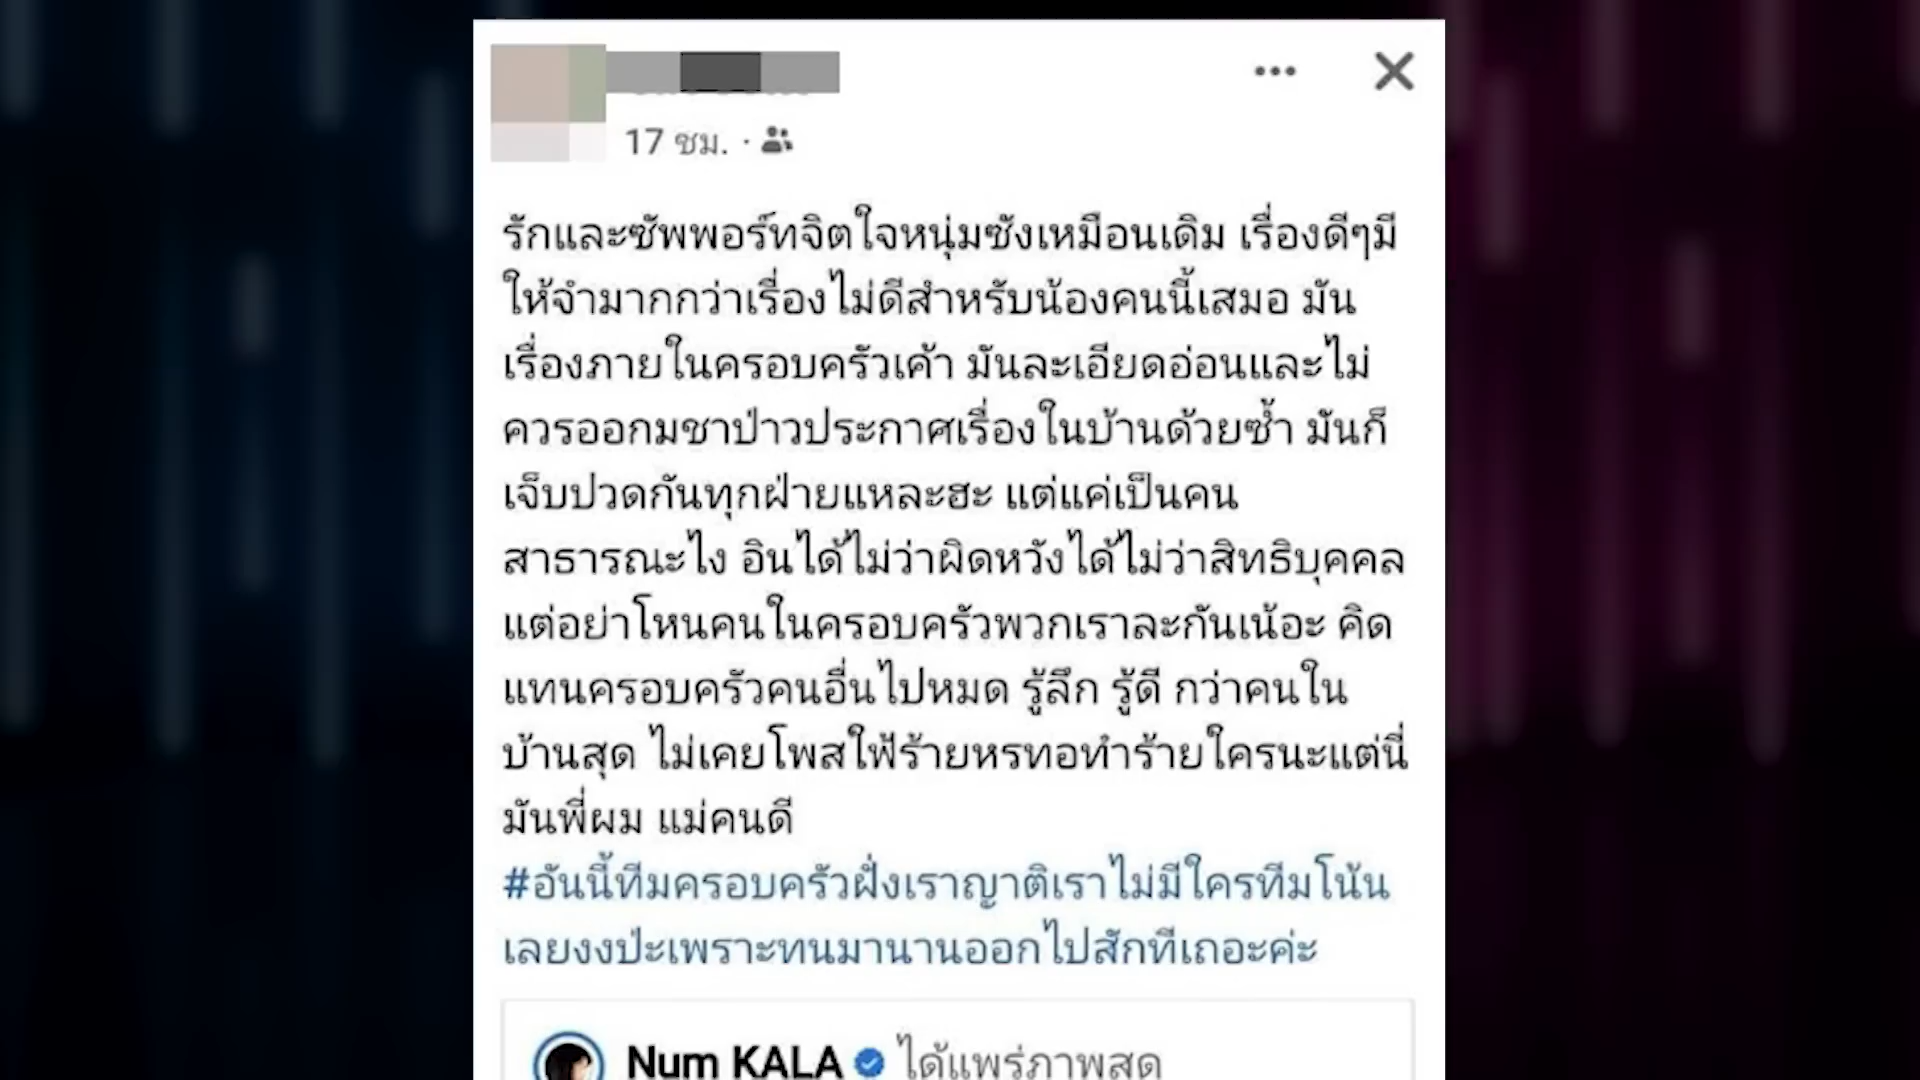 17 ชม.
รักและซัพพอร์ทจิตใจหนุ่มซังเหมือนเดิม เรื่องดีๆมี
ให้จำมากกว่าเรื่องไม่ดีสำหรับน้องคนนี้เสมอ มัน
เรื่องภายในครอบครัวเค้า มันละเอียดอ่อนและไม่
ควรออกมชาป่าวประกาศเรื่องในบ้านด้วยซ้ำ มันก็
เจ็บปวดกันทุกฝ่ายแหละฮะ แต่แค่เป็นคน
สาธารณะไง อินได้ไม่ว่าผิดหวังได้ไม่ว่าสิทธิบุคคล
แต่อย่าโหนคนในครอบครัวพวกเราละกันเน้อะ คิด
แทนครอบครัวคนอื่นไปหมด รู้ลึก รู้ดี กว่าคนใน
บ้านสุด ไม่เคยโพสใฟ้ร้ายหรทอทำร้ายใครนะแต่นี่
มันพี่ผม แม่คนดี
#อันนี้ทีมครอบครัวฝั่งเราญาติเราไม่มีใครทีมโน้น
เลยงงป่ะเพราะทนมานานออกไปสักทีเถอะค่ะ
Num KALA ได้แพร่ภาพสด